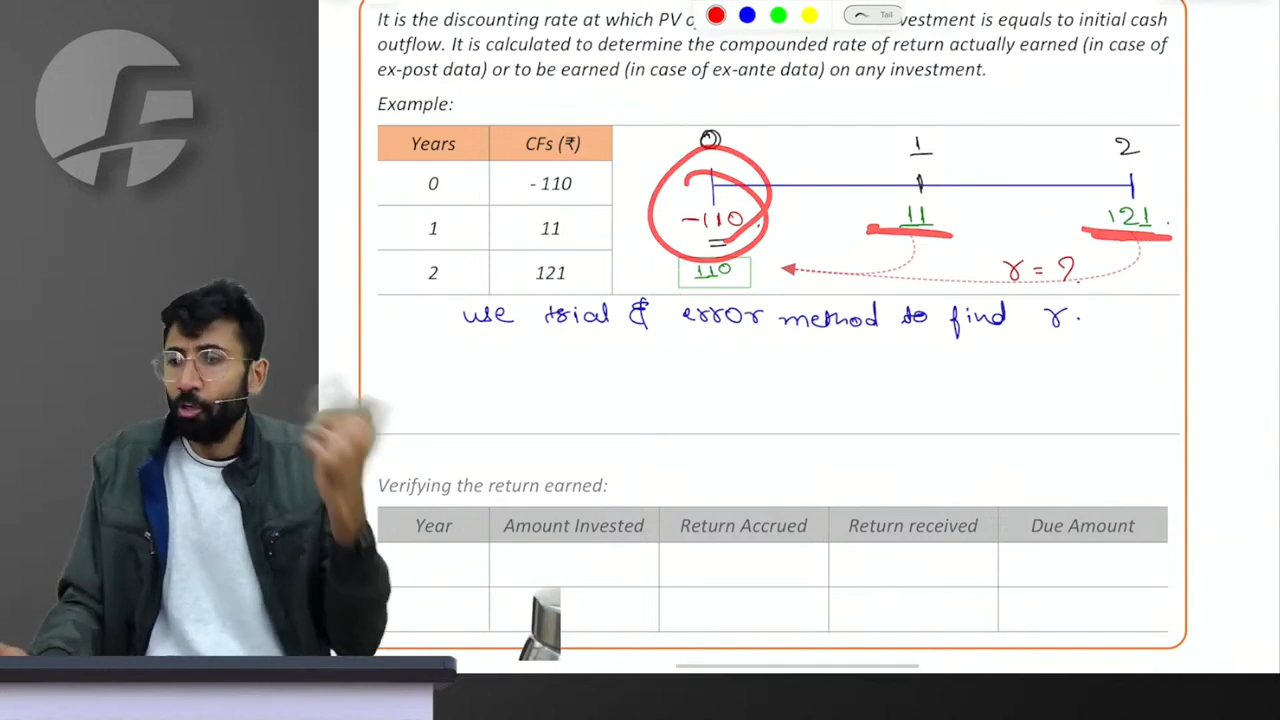 It is the discounting rate at which PV o
vestment is equals to initial cash
Tail
outflow. It is calculated to determine the compounded rate of return actually earned (in case of
ex-post data) or to be earned (in case of ex-ante data) on any investment.
Example:
Years CFs (₹)
0 - 110
1 11
2 121
0 1 2
-110 11 121
110
r = ?
use trial & error method to find r.
Verifying the return earned:
Year Amount Invested Return Accrued Return received Due Amount